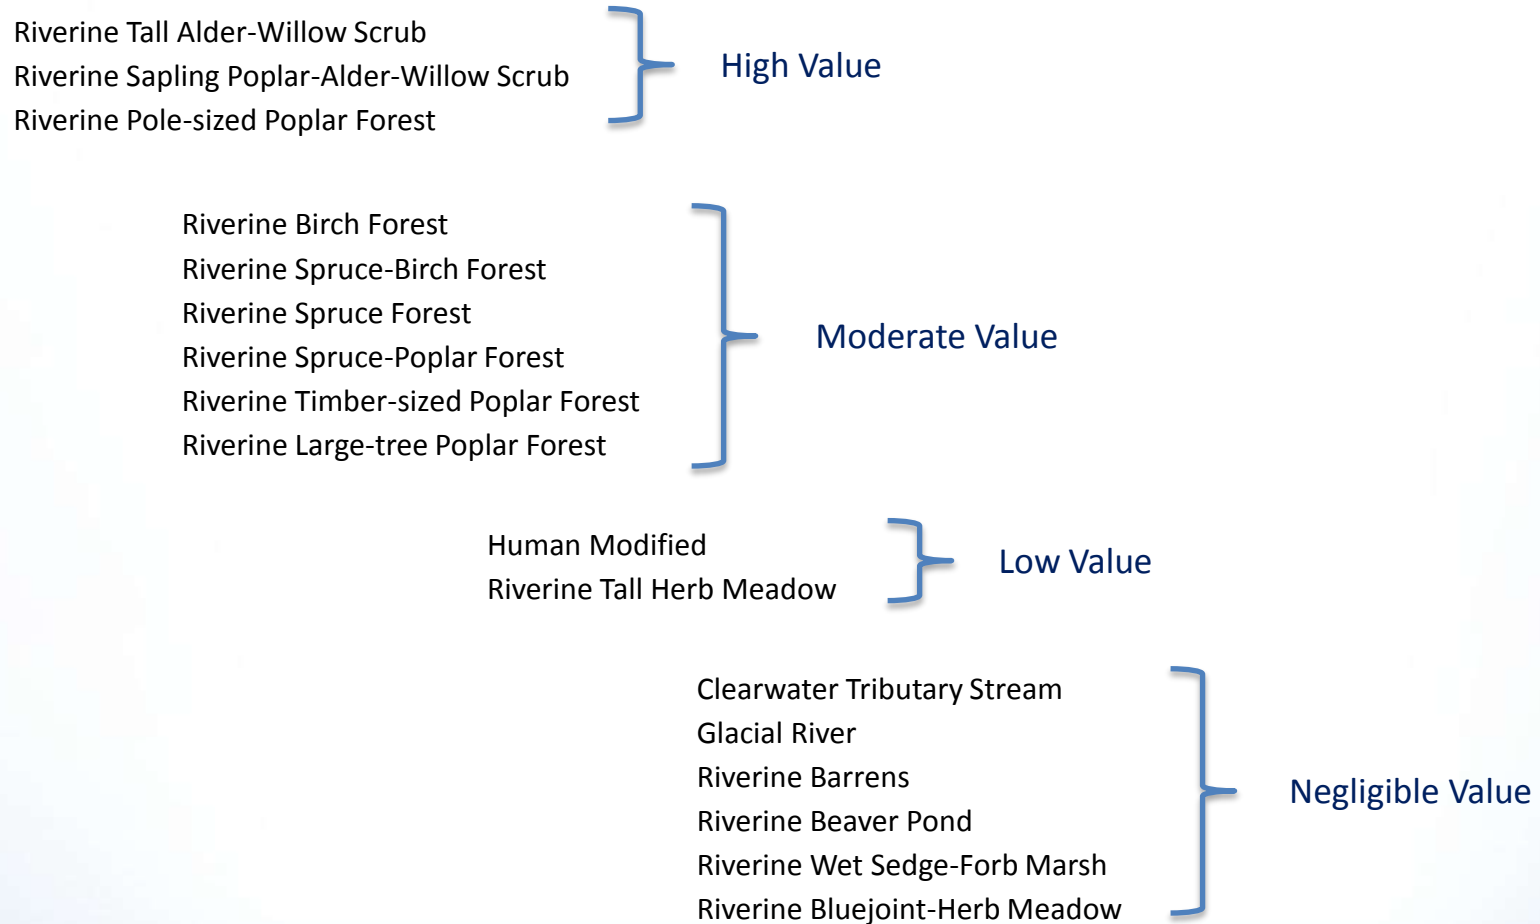 Riverine Tall Alder-Willow Scrub
Riverine Sapling Poplar-Alder-Willow Scrub
Riverine Pole-sized Poplar Forest
High Value
Riverine Birch Forest
Riverine Spruce-Birch Forest
Riverine Spruce Forest
Riverine Spruce-Poplar Forest
Riverine Timber-sized Poplar Forest
Riverine Large-tree Poplar Forest
Moderate Value
Human Modified
Riverine Tall Herb Meadow
Low Value
Clearwater Tributary Stream
Glacial River
Riverine Barrens
Riverine Beaver Pond
Riverine Wet Sedge-Forb Marsh
Riverine Bluejoint-Herb Meadow
Negligible Value